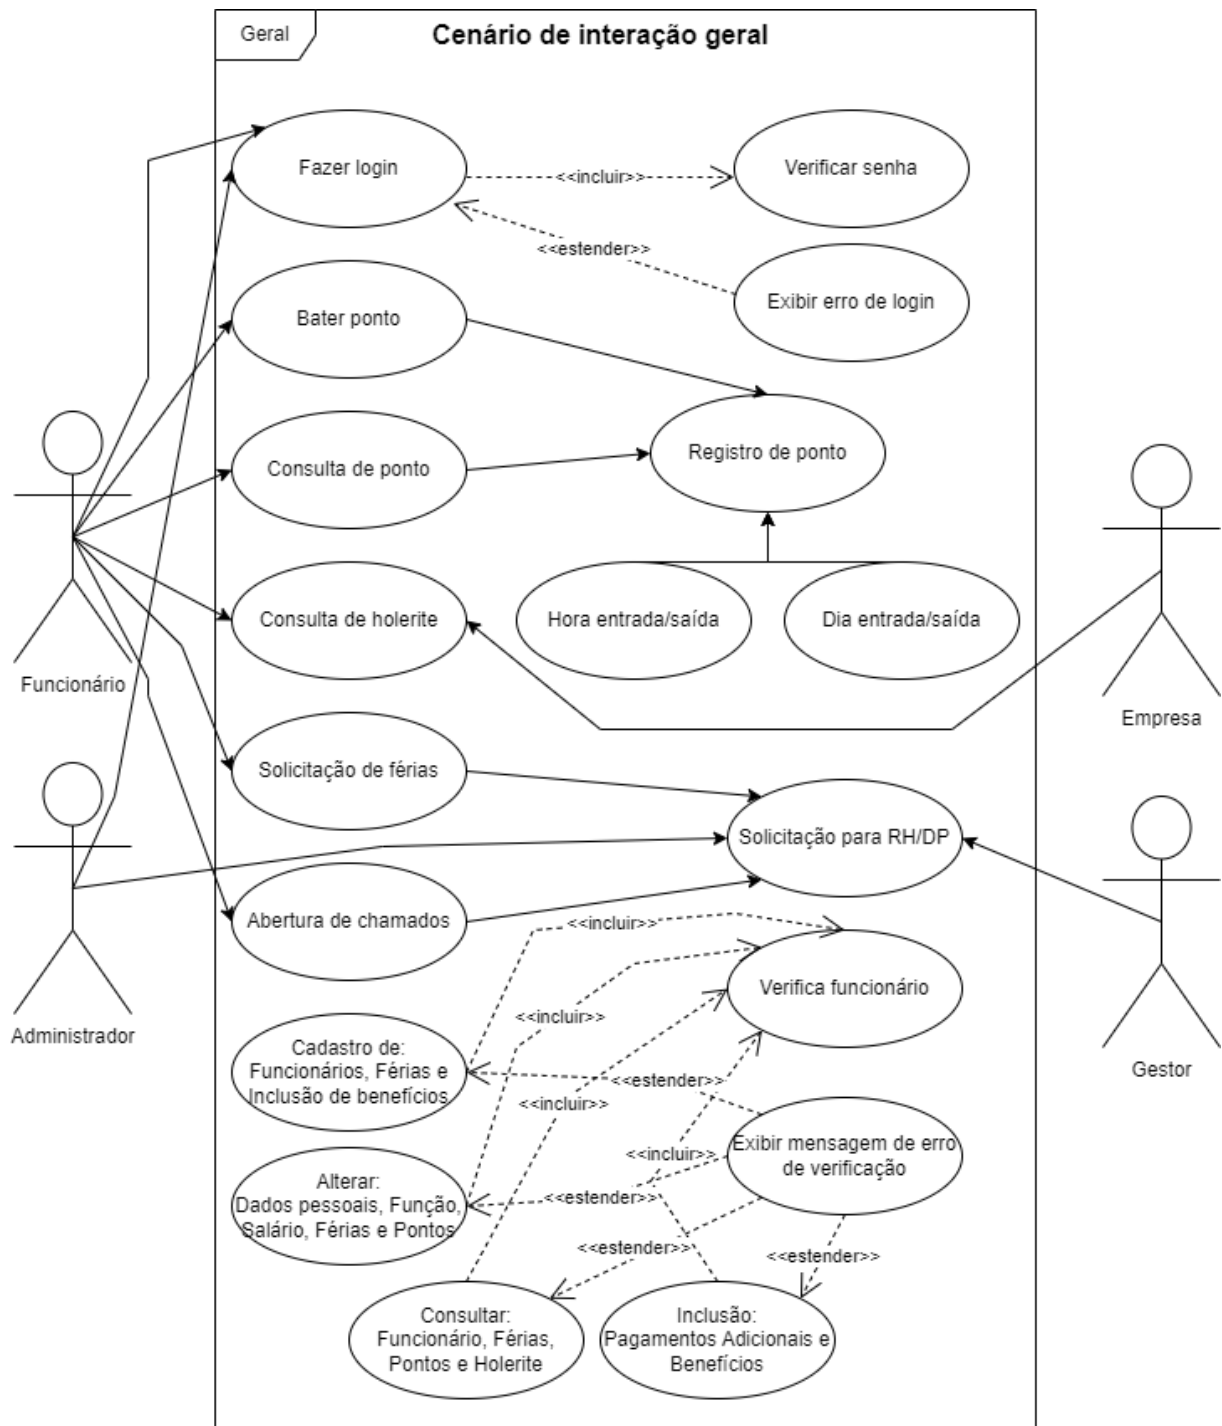 Geral
Cenário de interação geral
Fazer login
<<incluir>>
Verificar senha
<<estender>>
Exibir erro de login
Bater ponto
Consulta de ponto
Registro de ponto
Consulta de holerite
Hora entrada/saída
Dia entrada/saída
Funcionário
Empresa
Solicitação de férias
Solicitação para RH/DP
Abertura de chamados
<<incluir>>
Verifica funcionário
<<incluir>>
Administrador
Gestor
Cadastro de:
Funcionários, Férias e
Inclusão de benefícios
<<estender>>
<<incluir>>
Exibir mensagem de erro
de verificação
<<incluir>>
Alterar:
Dados pessoais, Função,
Salário, Férias e Pontos
<<estender>>
<<estender>>
<<estender>>
Consultar:
Funcionário, Férias,
Pontos e Holerite
Inclusão:
Pagamentos Adicionais e
Benefícios